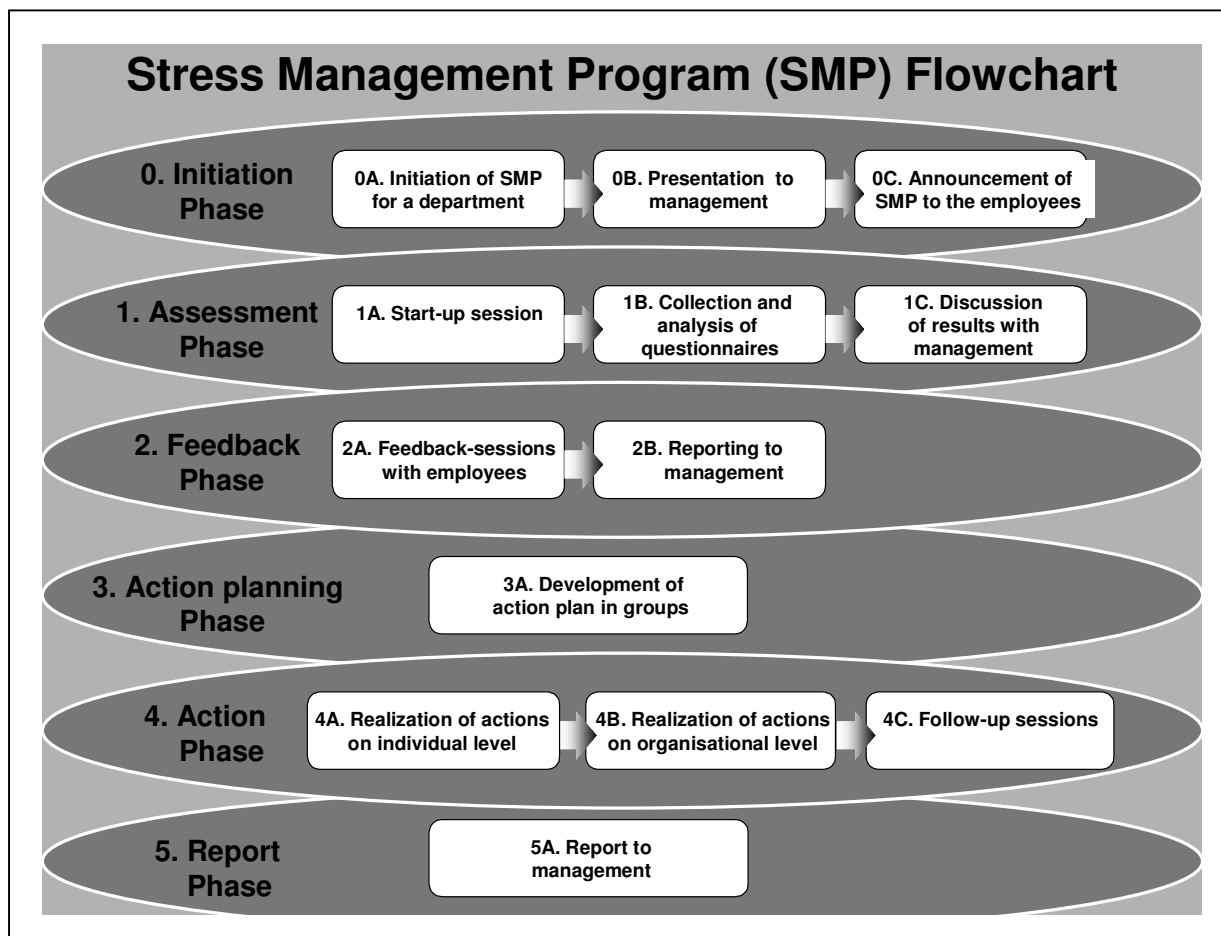 Stress Management Program (SMP) Flowchart
0. Initiation
Phase
0A. Initiation of SMP
for a department
0B. Presentation to
management
0C. Announcement of
SMP to the employees
1. Assessment
Phase
1A. Start-up session
1B. Collection and
analysis of
questionnaires
1C. Discussion
of results with
management
2. Feedback
Phase
2A. Feedback-sessions
with employees
2B. Reporting to
management
3. Action planning
Phase
3A. Development of
action plan in groups
4. Action
Phase
4A. Realization of actions
on individual level
4B. Realization of actions
on organisational level
4C. Follow-up sessions
5. Report
Phase
5A. Report to
management